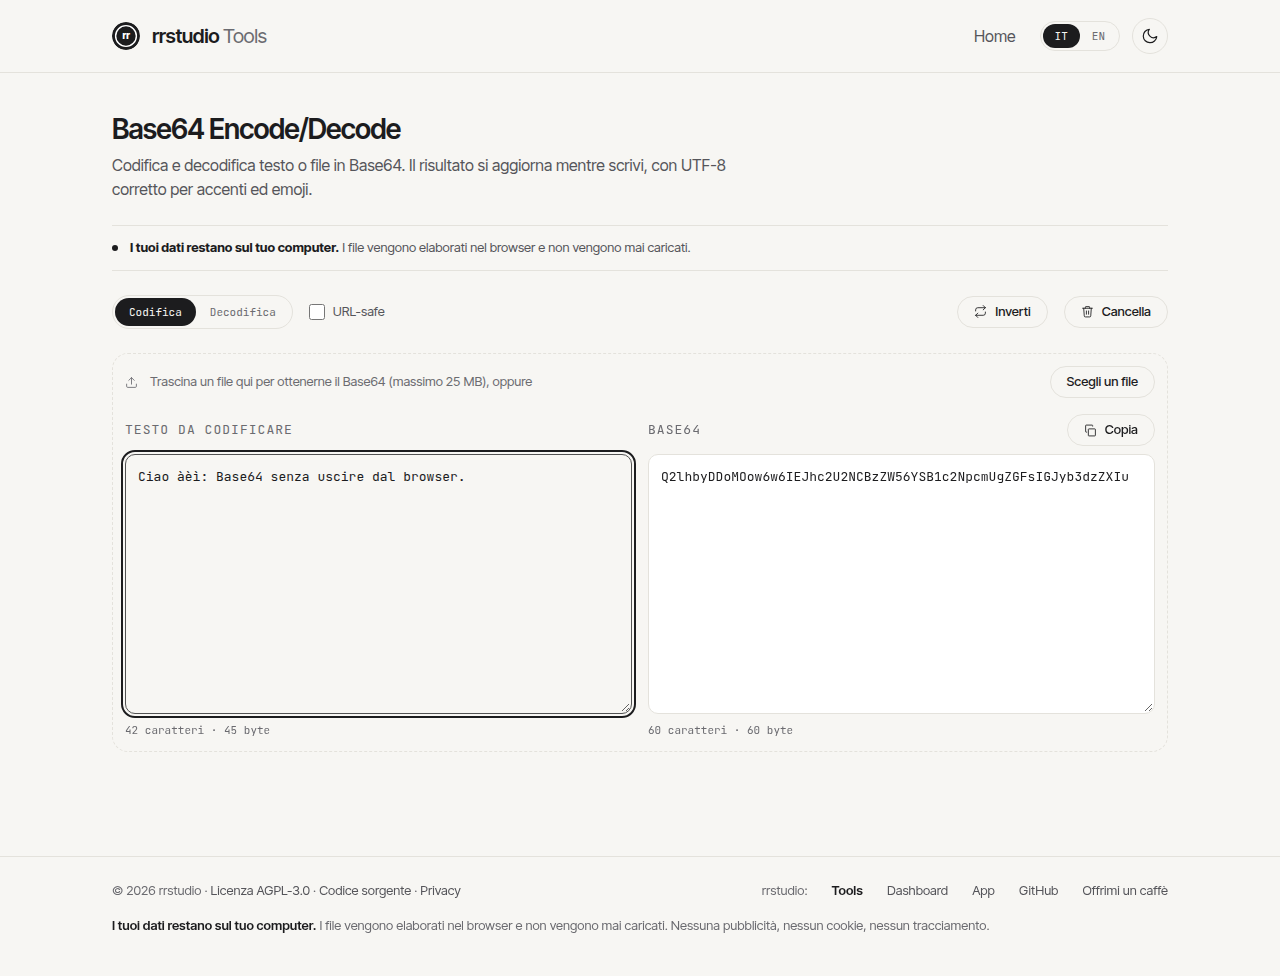 rr rrstudio Tools
Home
IT EN
Base64 Encode/Decode
Codifica e decodifica testo o file in Base64. Il risultato si aggiorna mentre scrivi, con UTF-8
corretto per accenti ed emoji.
I tuoi dati restano sul tuo computer. I file vengono elaborati nel browser e non vengono mai caricati.
Codifica Decodifica URL-safe Inverti Cancella
Trascina un file qui per ottenerne il Base64 (massimo 25 MB), oppure Scegli un file
TESTO DA CODIFICARE
Ciao àèì: Base64 senza uscire dal browser.
42 caratteri · 45 byte
BASE64 Copia
Q2lhbyDDoMOow6w6IEJhc2U2NCBzZW56YSB1c2NpcmUgZGFsIGJyb3dzZXIu
60 caratteri · 60 byte
© 2026 rrstudio · Licenza AGPL-3.0 · Codice sorgente · Privacy
rrstudio: Tools Dashboard App GitHub Offrimi un caffè
I tuoi dati restano sul tuo computer. I file vengono elaborati nel browser e non vengono mai caricati. Nessuna pubblicità, nessun cookie, nessun tracciamento.